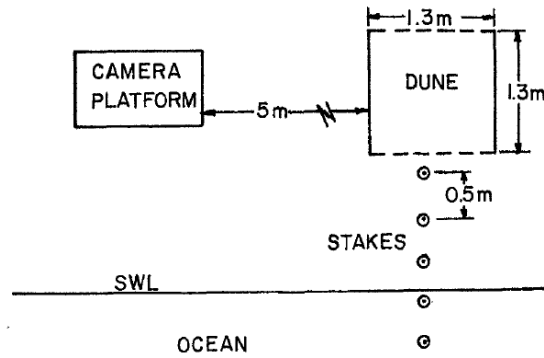 1.3m
CAMERA
PLATFORM
5m
DUNE
1.3m
0.5m
STAKES
SWL
OCEAN